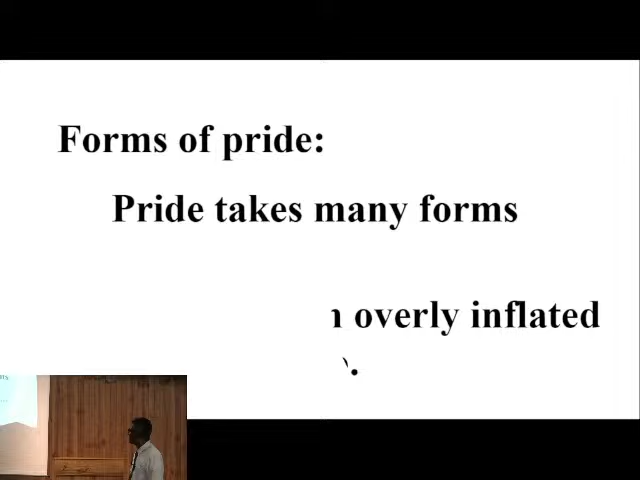 Forms of pride:
Pride takes many forms
overly inflated